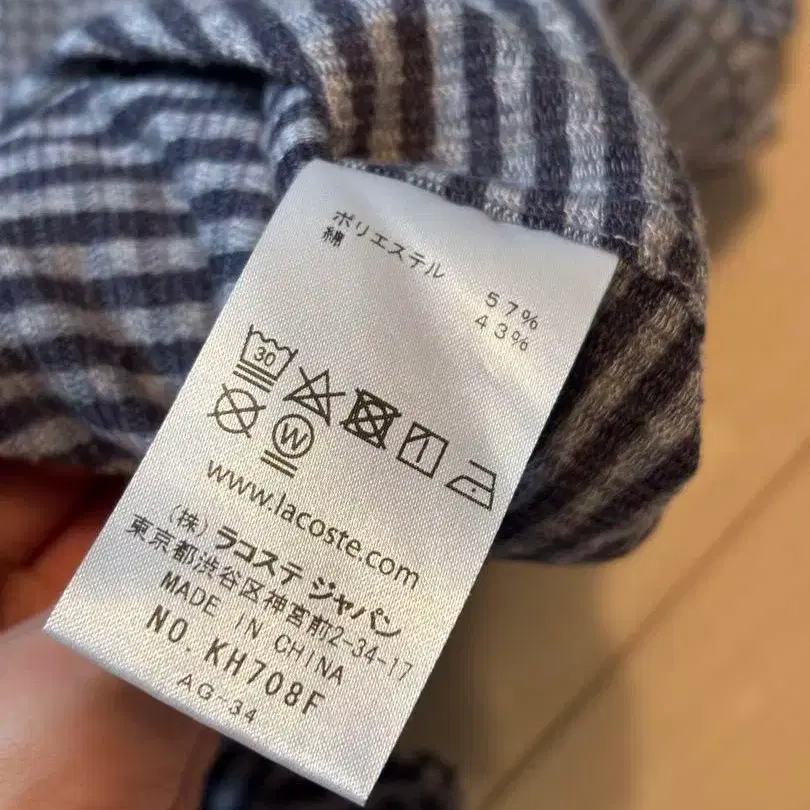 ポリエステル 57%
綿 43%
30
W
www.lacoste.com
(株) ラコステ ジャパン
東京都渋谷区神宮前2-34-17
MADE IN CHINA
NO. KH708F
AG-34